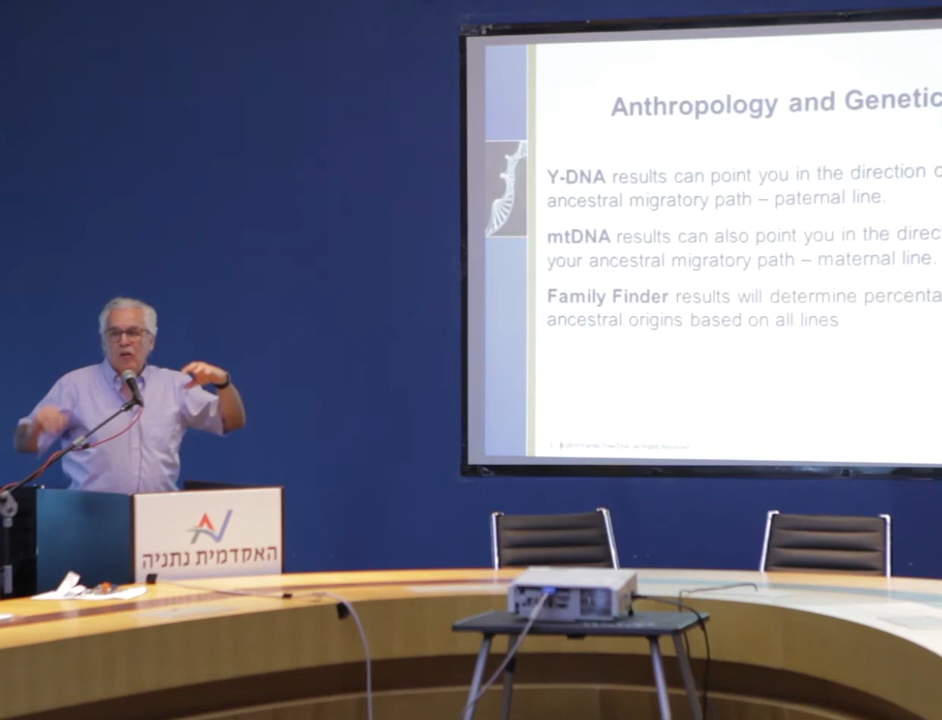 Anthropology and Genetic
Y-DNA results can point you in the direction
ancestral migratory path – paternal line.
mtDNA results can also point you in the direc
your ancestral migratory path – maternal line.
Family Finder results will determine percenta
ancestral origins based on all lines
האקדמית נתניה